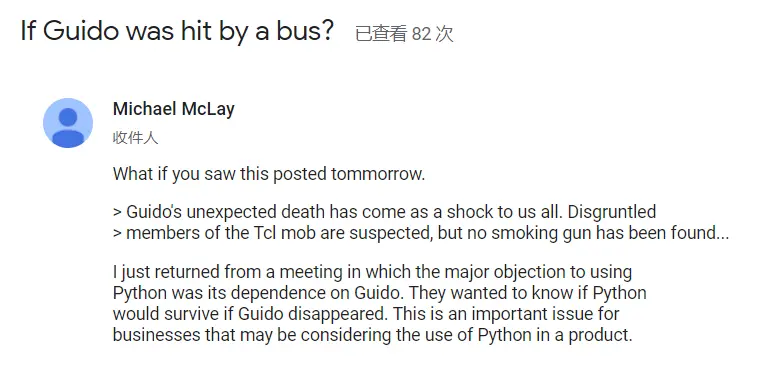 If Guido was hit by a bus? 已查看 82 次
Michael McLay
收件人
What if you saw this posted tommorrow.
> Guido's unexpected death has come as a shock to us all. Disgruntled
> members of the Tcl mob are suspected, but no smoking gun has been found...
I just returned from a meeting in which the major objection to using
Python was its dependence on Guido. They wanted to know if Python
would survive if Guido disappeared. This is an important issue for
businesses that may be considering the use of Python in a product.